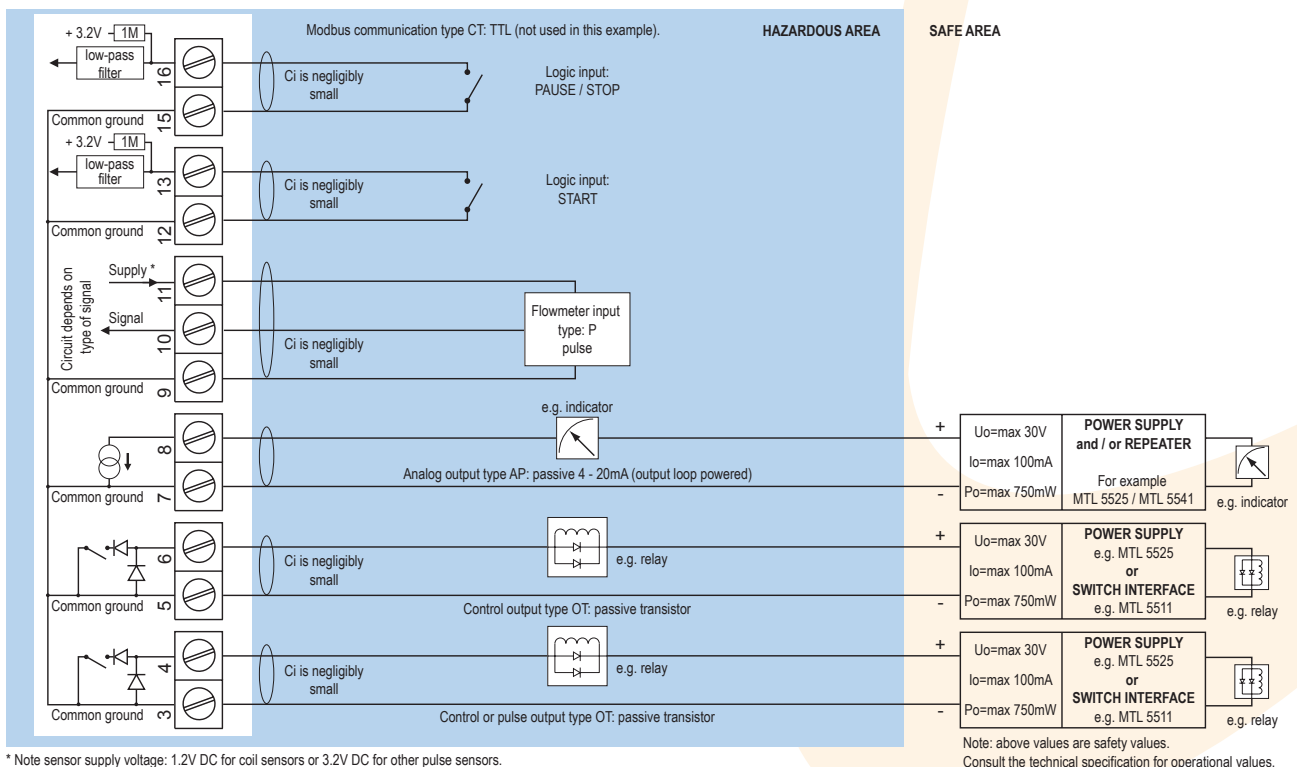 Modbus communication type CT: TTL (not used in this example).
HAZARDOUS AREA
SAFE AREA
+ 3.2V
1M
low-pass
filter
16
Ci is negligibly
small
Logic input:
PAUSE / STOP
Common ground
15
+ 3.2V
1M
low-pass
filter
13
Ci is negligibly
small
Logic input:
START
Common ground
12
Circuit depends on
type of signal
Supply *
11
Signal
10
Ci is negligibly
small
Flowmeter input
type: P
pulse
Common ground
9
8
e.g. indicator
Analog output type AP: passive 4 - 20mA (output loop powered)
Common ground
7
+
-
Uo=max 30V
Io=max 100mA
Po=max 750mW
POWER SUPPLY
and / or REPEATER
For example
MTL 5525 / MTL 5541
e.g. indicator
6
Ci is negligibly
small
e.g. relay
Common ground
5
Control output type OT: passive transistor
+
-
Uo=max 30V
Io=max 100mA
Po=max 750mW
POWER SUPPLY
e.g. MTL 5525
or
SWITCH INTERFACE
e.g. MTL 5511
e.g. relay
4
Ci is negligibly
small
e.g. relay
Common ground
3
Control or pulse output type OT: passive transistor
+
-
Uo=max 30V
Io=max 100mA
Po=max 750mW
POWER SUPPLY
e.g. MTL 5525
or
SWITCH INTERFACE
e.g. MTL 5511
e.g. relay
* Note sensor supply voltage: 1.2V DC for coil sensors or 3.2V DC for other pulse sensors.
Note: above values are safety values.
Consult the technical specification for operational values.